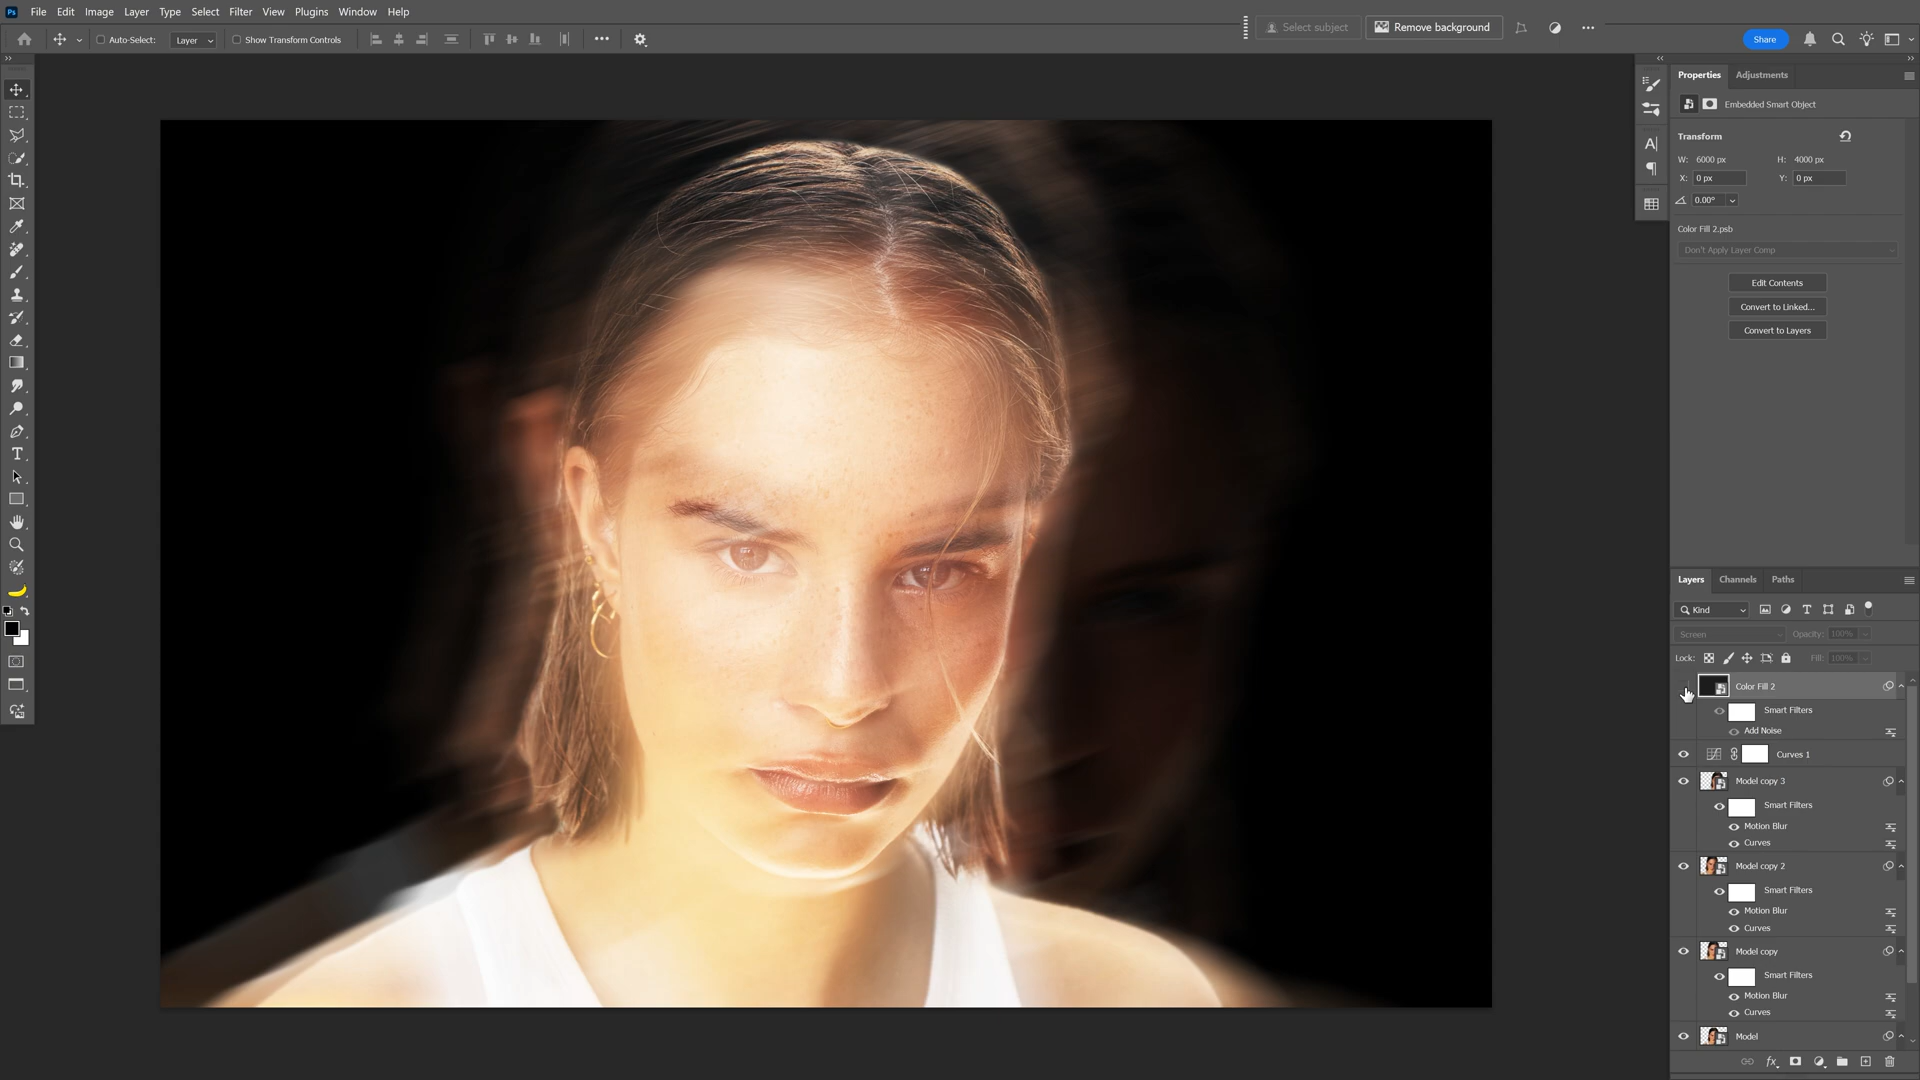 Ps File Edit Image Layer Type Select Filter View Plugins Window Help
Auto-Select: Layer Show Transform Controls
Select subject Remove background
Share
Properties Adjustments
Embedded Smart Object
Transform
W: 6000 px H: 4000 px
X: 0 px Y: 0 px
0.00°
Color Fill 2.psb
Don't Apply Layer Comp
Edit Contents
Convert to Linked...
Convert to Layers
Layers Channels Paths
Kind
Screen Opacity: 100%
Lock: Fill: 100%
Color Fill 2
Smart Filters
Add Noise
Curves 1
Model copy 3
Smart Filters
Motion Blur
Curves
Model copy 2
Smart Filters
Motion Blur
Curves
Model copy
Smart Filters
Motion Blur
Curves
Model
fx